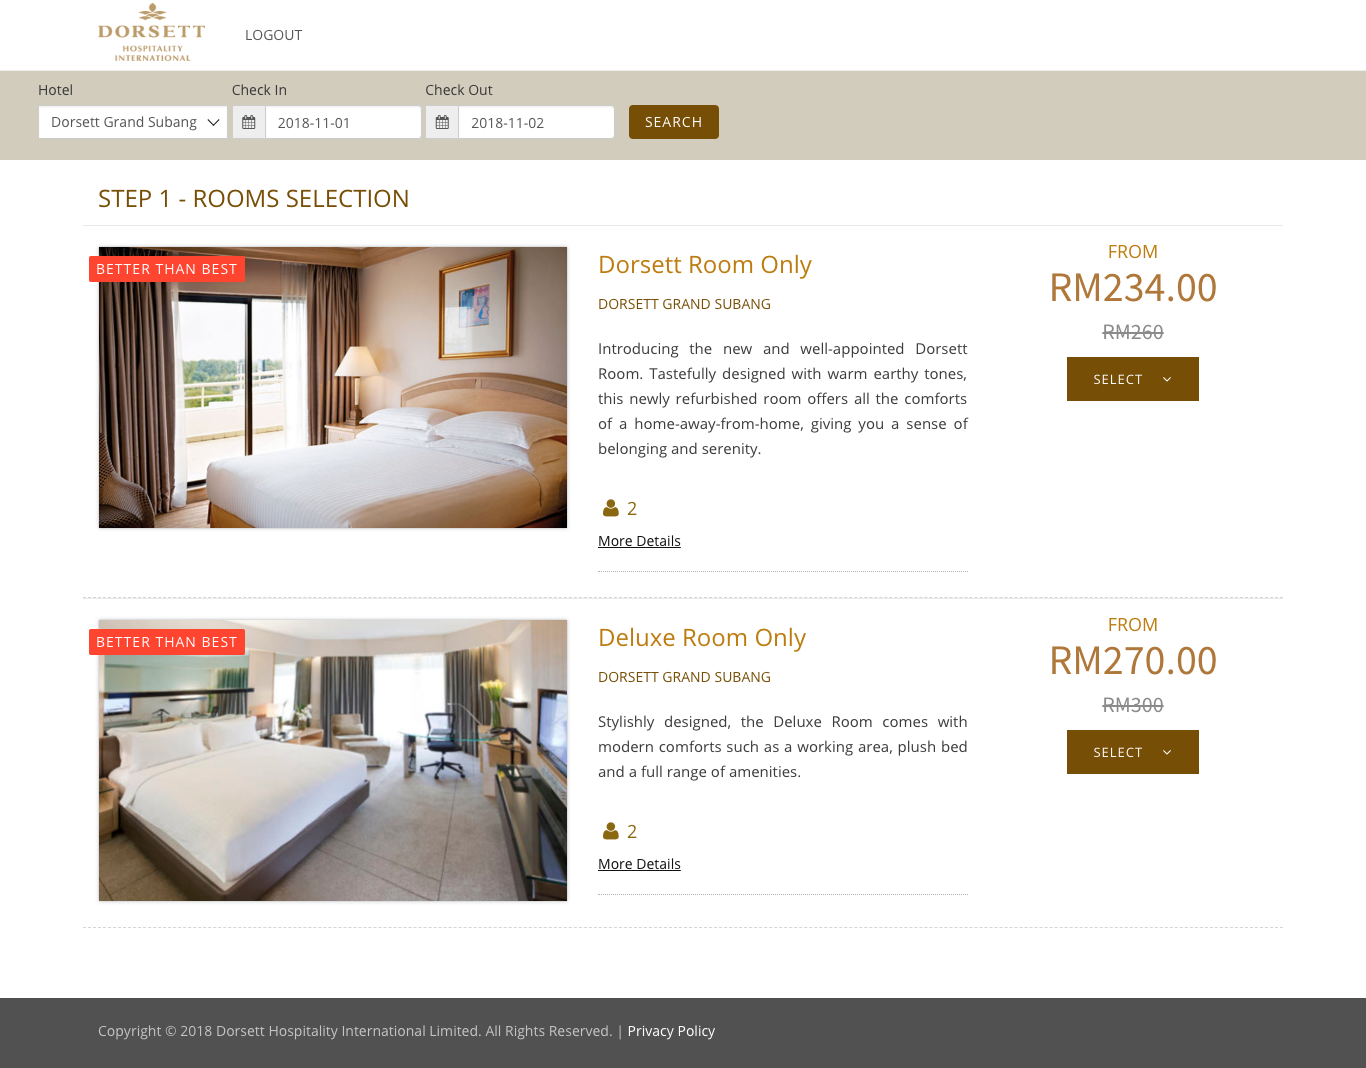 DORSETT
HOSPITALITY
INTERNATIONAL
LOGOUT
Hotel
Check In
Check Out
Dorsett Grand Subang
2018-11-01
2018-11-02
SEARCH
STEP 1 - ROOMS SELECTION
BETTER THAN BEST
Dorsett Room Only
DORSETT GRAND SUBANG
Introducing the new and well-appointed Dorsett
Room. Tastefully designed with warm earthy tones,
this newly refurbished room offers all the comforts
of a home-away-from-home, giving you a sense of
belonging and serenity.
2
More Details
FROM
RM234.00
RM260
SELECT
BETTER THAN BEST
Deluxe Room Only
DORSETT GRAND SUBANG
Stylishly designed, the Deluxe Room comes with
modern comforts such as a working area, plush bed
and a full range of amenities.
2
More Details
FROM
RM270.00
RM300
SELECT
Copyright © 2018 Dorsett Hospitality International Limited. All Rights Reserved. | Privacy Policy